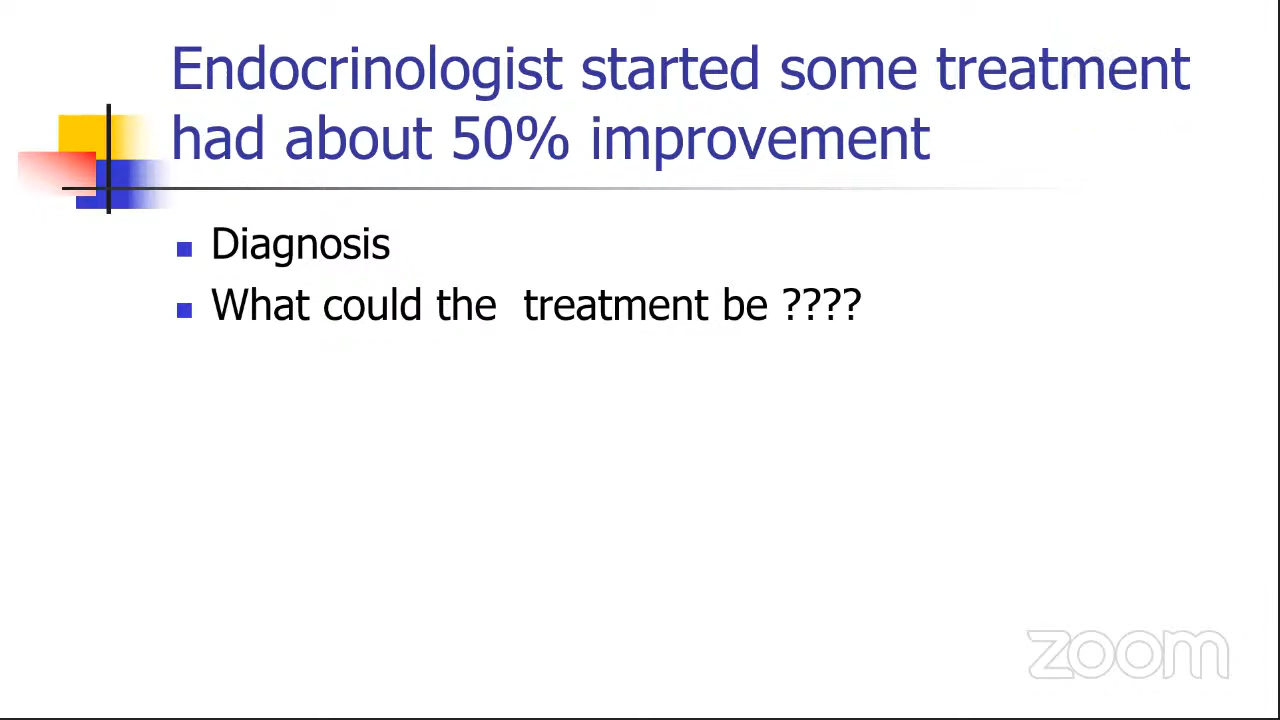 Endocrinologist started some treatment
had about 50% improvement
Diagnosis
What could the  treatment be ????
zoom